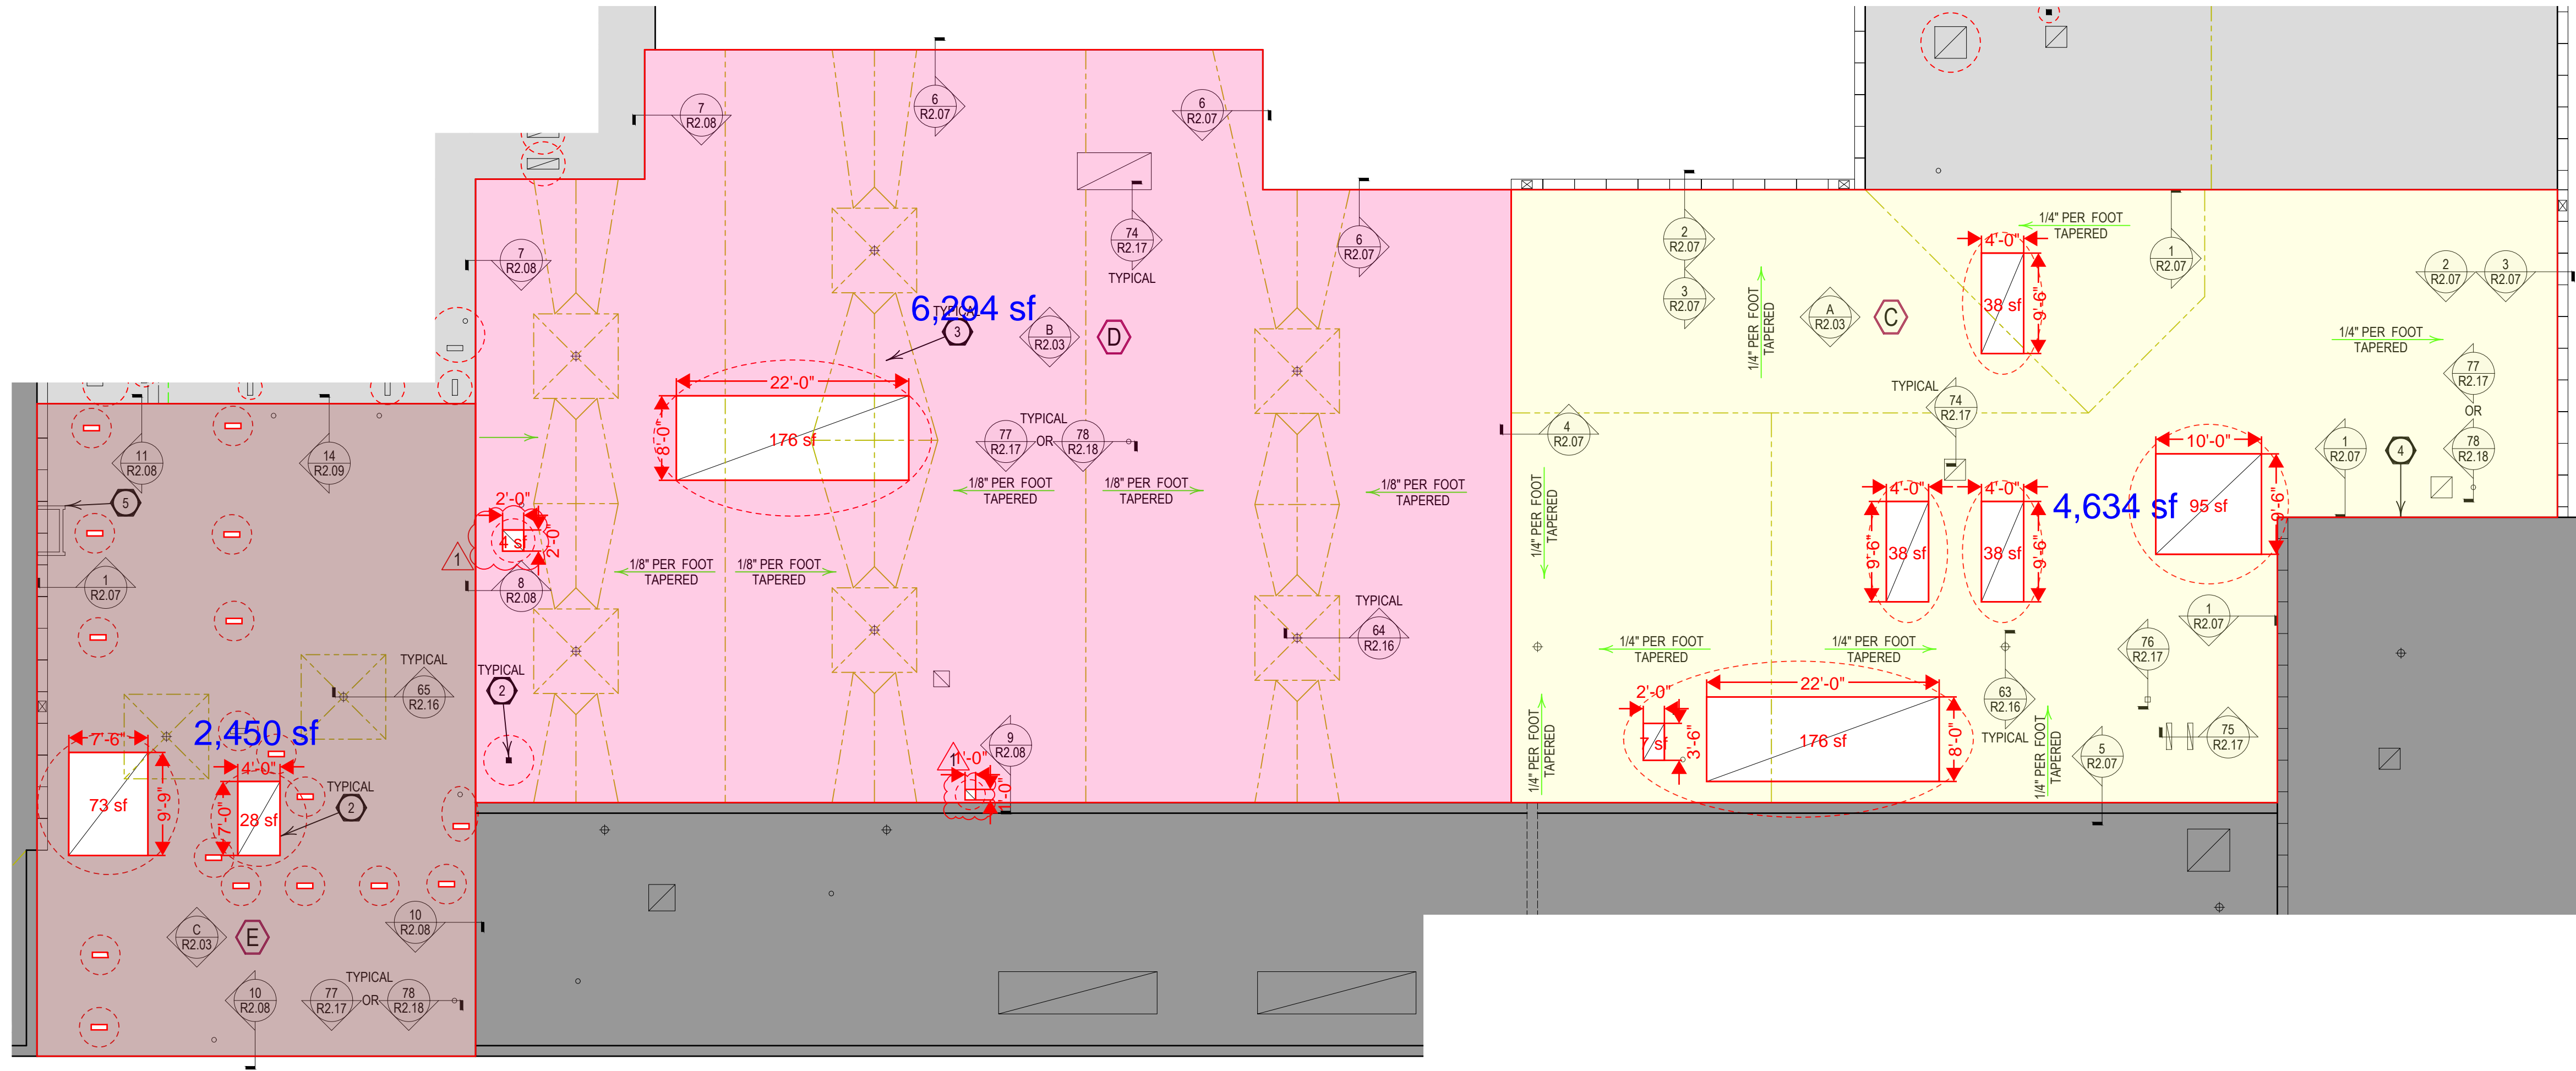 7
R2.08
6
R2.07
6
R2.07
7
R2.08
74
R2.17
TYPICAL
6
R2.07
6,294 sf
TYPICAL
3
B
R2.03
D
22'-0"
8'-0"
176 sf
TYPICAL
77
R2.17
OR
78
R2.18
1/8" PER FOOT
TAPERED
1/8" PER FOOT
TAPERED
1/8" PER FOOT
TAPERED
2'-0"
4 sf
2'-0"
1
8
R2.08
1/8" PER FOOT
TAPERED
1/8" PER FOOT
TAPERED
TYPICAL
64
R2.16
TYPICAL
2
9
R2.08
1
1'-0"
1'-0"
11
R2.08
14
R2.09
5
1
R2.07
TYPICAL
65
R2.16
2,450 sf
7'-6"
9'-9"
73 sf
4'-0"
7'-0"
28 sf
TYPICAL
2
C
R2.03
E
10
R2.08
10
R2.08
TYPICAL
77
R2.17
OR
78
R2.18
2
R2.07
3
R2.07
1/4" PER FOOT
TAPERED
A
R2.03
C
1/4" PER FOOT
TAPERED
4'-0"
38 sf
9'-6"
1
R2.07
2
R2.07
3
R2.07
1/4" PER FOOT
TAPERED
77
R2.17
OR
78
R2.18
TYPICAL
74
R2.17
4
R2.07
1
R2.07
4
10'-0"
95 sf
9'-6"
4'-0"
9'-6"
38 sf
4'-0"
38 sf
9'-6"
4,634 sf
1/4" PER FOOT
TAPERED
1/4" PER FOOT
TAPERED
1/4" PER FOOT
TAPERED
1
R2.07
76
R2.17
63
R2.16
TYPICAL
2'-0"
7 sf
3'-6"
22'-0"
176 sf
8'-0"
1/4" PER FOOT
TAPERED
1/4" PER FOOT
TAPERED
5
R2.07
75
R2.17